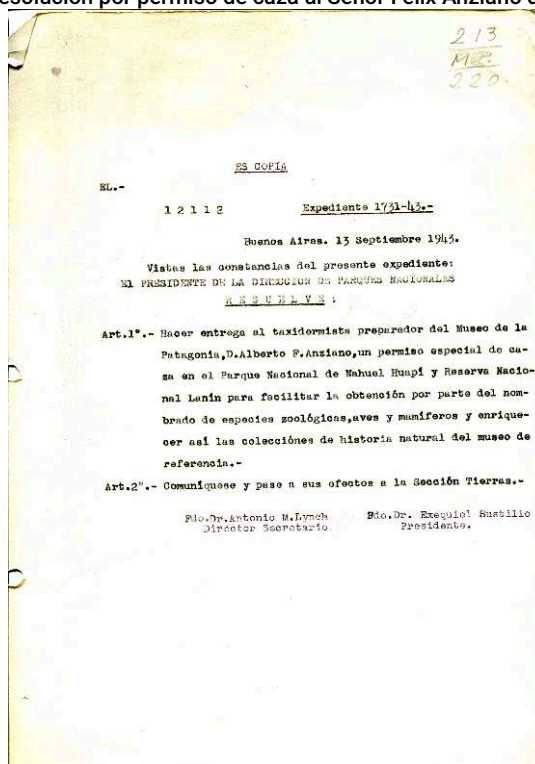 esolución por permiso de caza al Señor Félix Anziano
213
M.P.
220.
ES COPIA
EL.-
12112 Expediente 1731-43.-
Buenos Aires. 13 Septiembre 1943.
Vistas las constancias del presente expediente:
El PRESIDENTE DE LA DIRECCION DE PARQUES NACIONALES
R E S U E L V E :
Art.1°.- Hacer entrega al taxidermista preparador del Museo de la
Patagonia,D.Alberto F.Anziano,un permiso especial de ca-
za en el Parque Nacional de Nahuel Huapi y Reserva Nacio-
nal Lanin para facilitar la obtención por parte del nom-
brado de especies zoológicas,aves y mamíferos y enrique-
cer así las colecciónes de historia natural del museo de
referencia.-
Art.2°.- Comuníquese y pase a sus efectos a la Sección Tierras.-
Fdo.Dr.Antonio M.Lynch Fdo.Dr. Exequiel Bustillo
Director Secretario. Presidente.